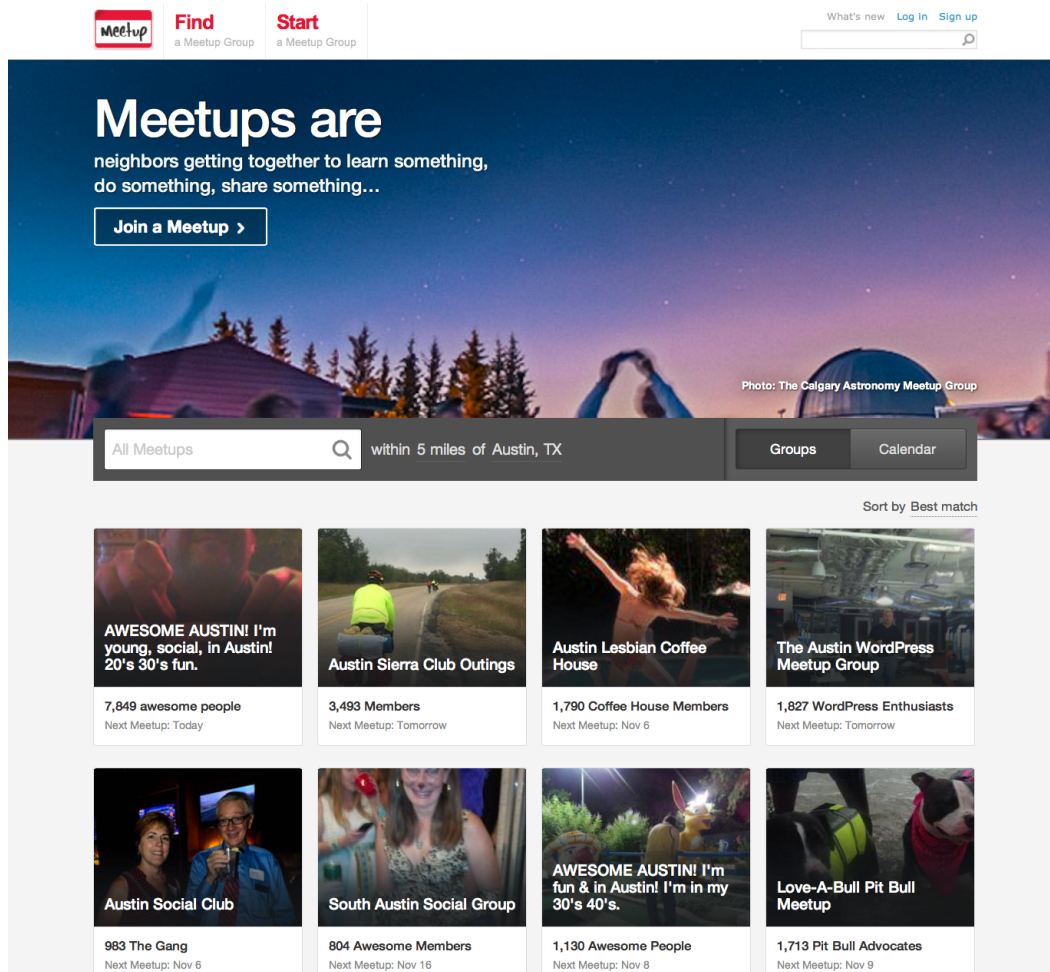 Meetup
Find
a Meetup Group
Start
a Meetup Group
What's new Log in Sign up
Meetups are
neighbors getting together to learn something,
do something, share something...
Join a Meetup >
Photo: The Calgary Astronomy Meetup Group
All Meetups
within 5 miles of Austin, TX
Groups
Calendar
Sort by Best match
AWESOME AUSTIN! I'm
young, social, in Austin!
20's 30's fun.
7,849 awesome people
Next Meetup: Today
Austin Sierra Club Outings
3,493 Members
Next Meetup: Tomorrow
Austin Lesbian Coffee
House
1,790 Coffee House Members
Next Meetup: Nov 6
The Austin WordPress
Meetup Group
1,827 WordPress Enthusiasts
Next Meetup: Tomorrow
Austin Social Club
983 The Gang
Next Meetup: Nov 6
South Austin Social Group
804 Awesome Members
Next Meetup: Nov 16
AWESOME AUSTIN! I'm
fun & in Austin! I'm in my
30's 40's.
1,130 Awesome People
Next Meetup: Nov 8
Love-A-Bull Pit Bull
Meetup
1,713 Pit Bull Advocates
Next Meetup: Nov 9